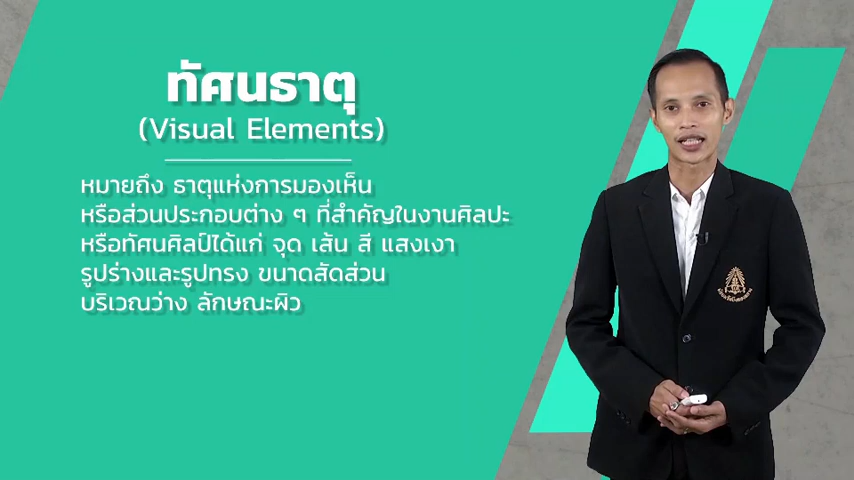 ทัศนธาตุ
(Visual Elements)
หมายถึง ธาตุแห่งการมองเห็น
หรือส่วนประกอบต่าง ๆ ที่สำคัญในงานศิลปะ
หรือทัศนศิลป์ได้แก่ จุด เส้น สี แสงเงา
รูปร่างและรูปทรง ขนาดสัดส่วน
บริเวณว่าง ลักษณะผิว